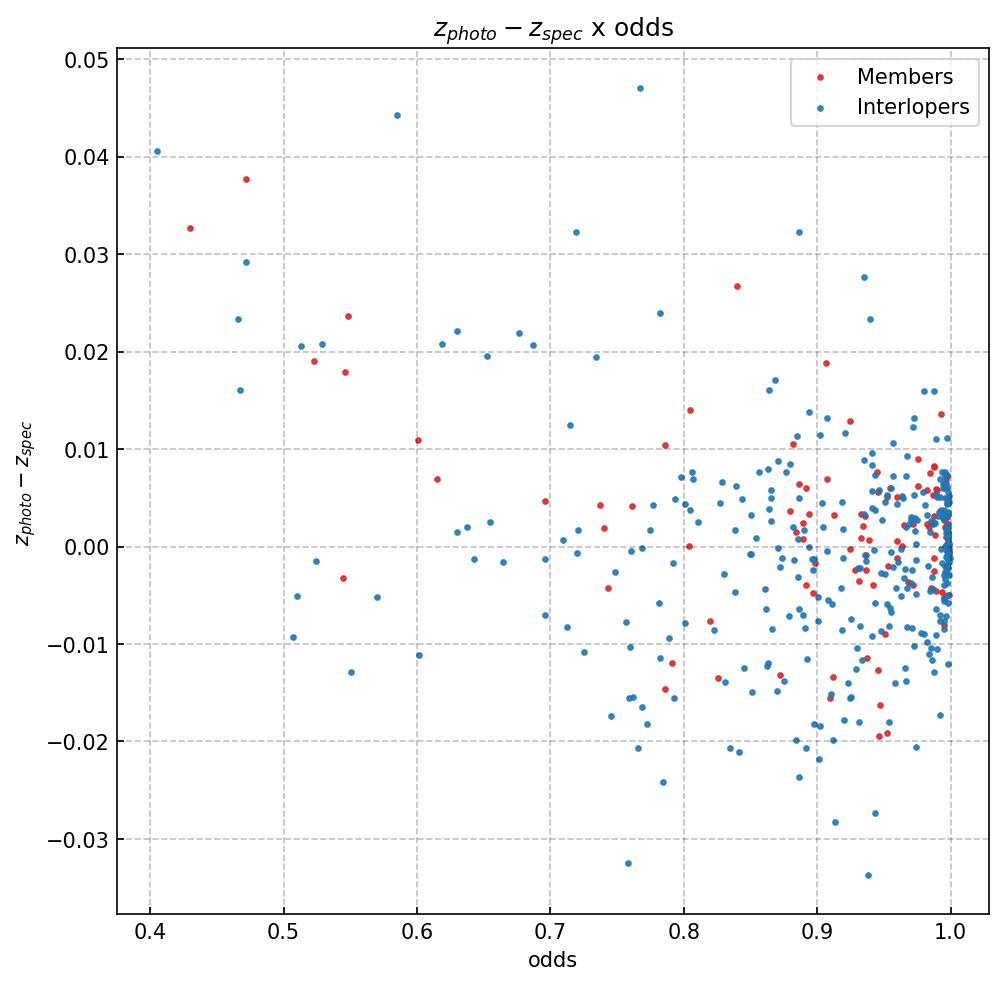 z_photo − z_spec x odds
Members
Interlopers
z_photo − z_spec
0.05
0.04
0.03
0.02
0.01
0.00
−0.01
−0.02
−0.03
0.4 0.5 0.6 0.7 0.8 0.9 1.0
odds